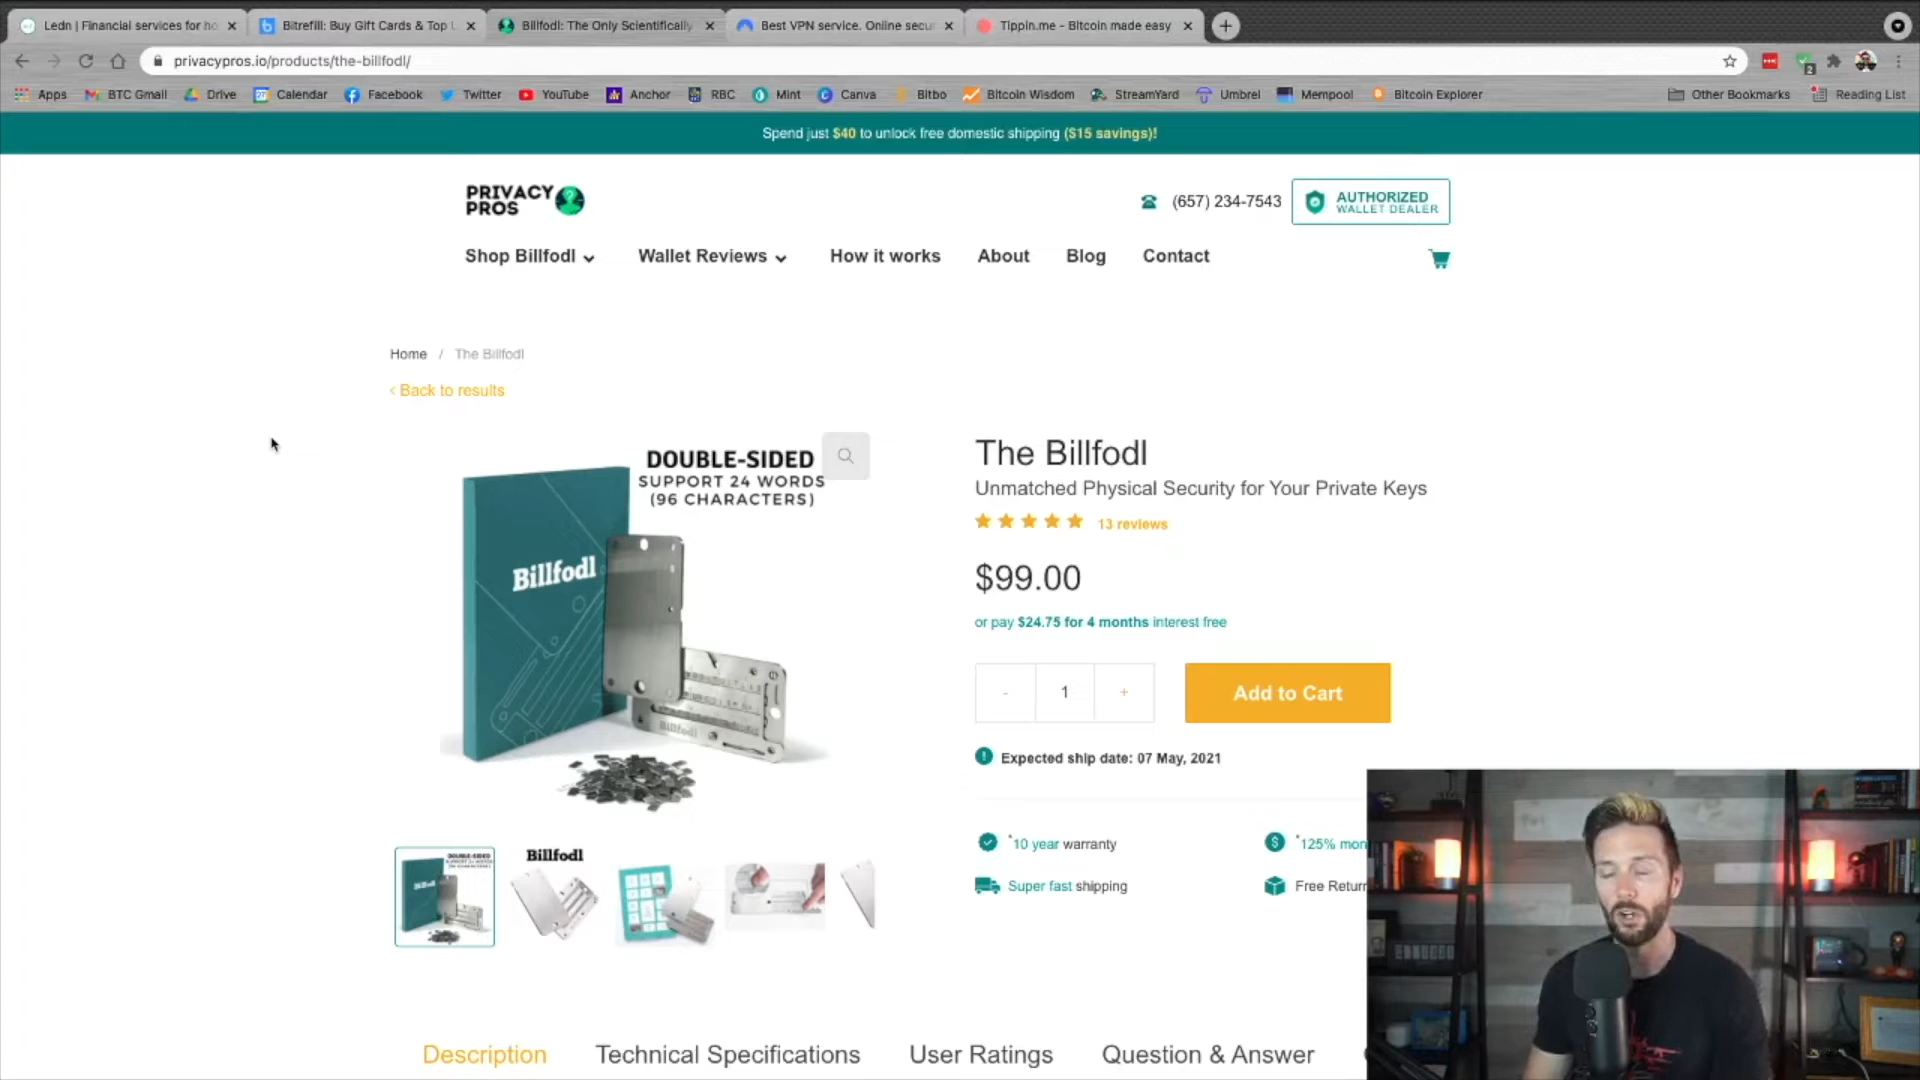 Ledn | Financial services for ho
Bitrefill: Buy Gift Cards & Top U
Billfodl: The Only Scientifically
Best VPN service. Online secur
Tippin.me - Bitcoin made easy
privacypros.io/products/the-billfodl/
Apps
BTC Gmail
Drive
Calendar
Facebook
Twitter
YouTube
Anchor
RBC
Mint
Canva
Bitbo
Bitcoin Wisdom
StreamYard
Umbrel
Mempool
Bitcoin Explorer
Other Bookmarks
Reading List
Spend just $40 to unlock free domestic shipping ($15 savings)!
PRIVACY
PROS
(657) 234-7543
AUTHORIZED
WALLET DEALER
Shop Billfodl
Wallet Reviews
How it works
About
Blog
Contact
Home / The Billfodl
< Back to results
DOUBLE-SIDED
SUPPORT 24 WORDS
(96 CHARACTERS)
Billfodl
Billfodl
The Billfodl
Unmatched Physical Security for Your Private Keys
13 reviews
$99.00
or pay $24.75 for 4 months interest free
- 1 +
Add to Cart
Expected ship date: 07 May, 2021
*10 year warranty
*125% mon
Super fast shipping
Free Return
Billfodl
Description
Technical Specifications
User Ratings
Question & Answer